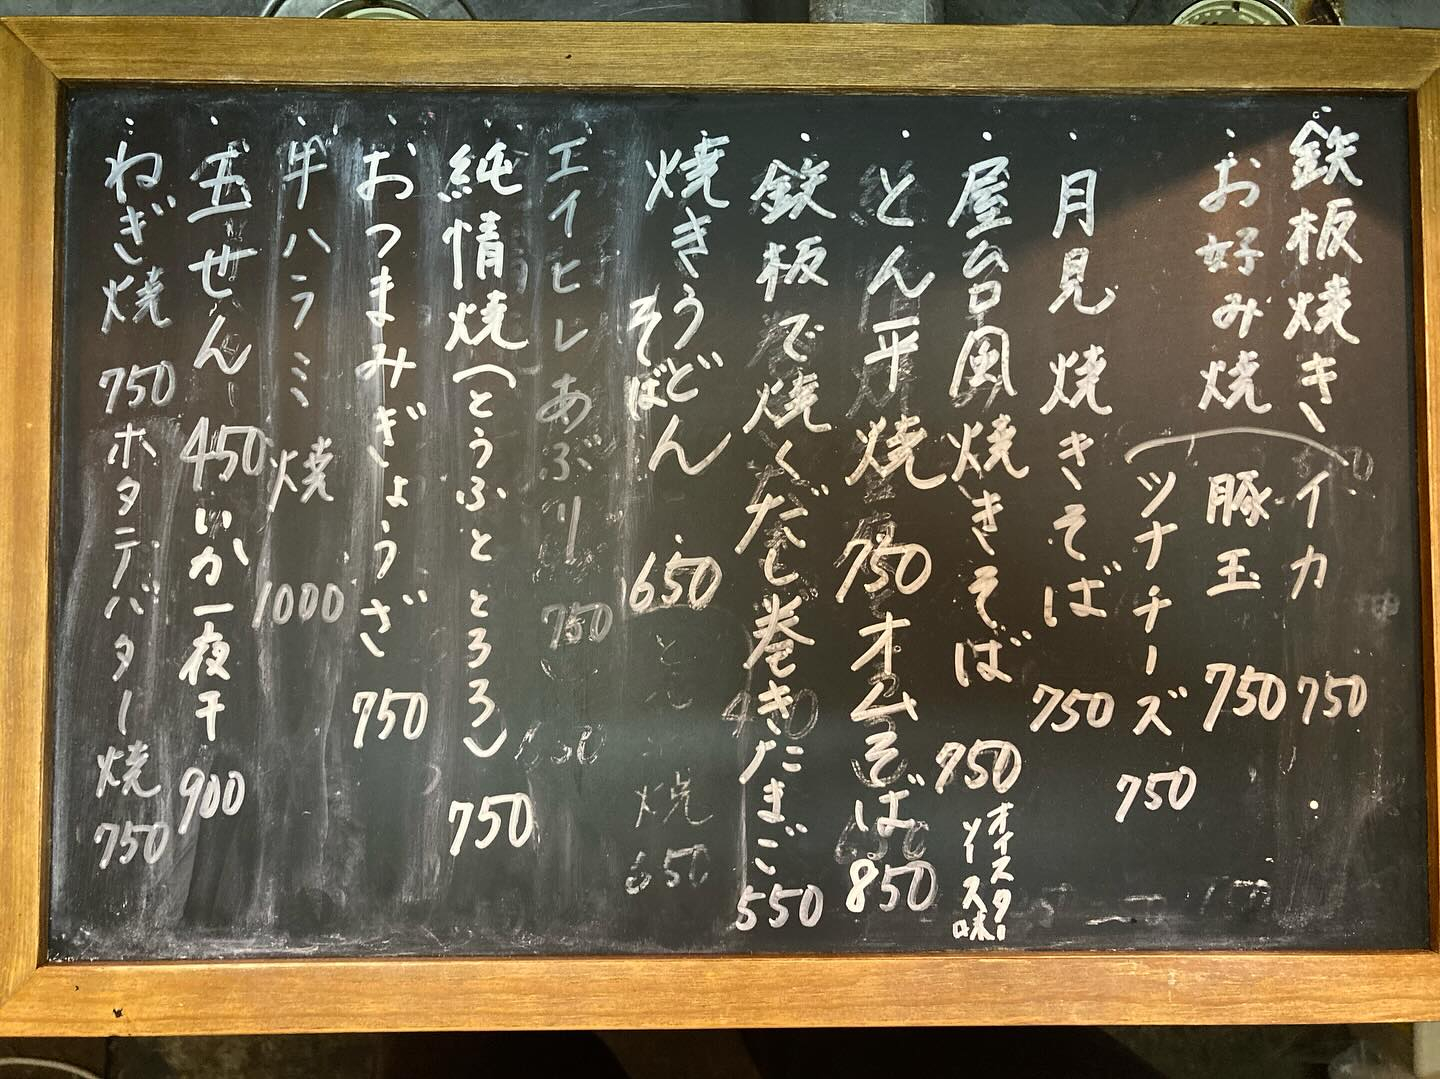 鉄板焼き
お好み焼
イカ 750
豚玉 750
ツナチーズ 750
月見焼きそば 750
屋台風焼きそば 950
オイスター
ソース味
とん平焼 750
オムそば 850
鉄板で焼くだし巻きたまご 550
焼きうどん
そば
650
エイヒレあぶり 750
純情焼(とうふととろろ) 750
おつまみぎょうざ 750
牛ハラミ焼 1000
五せん 450
いか一夜干 900
ねぎ焼 750
ホタテバター焼 750